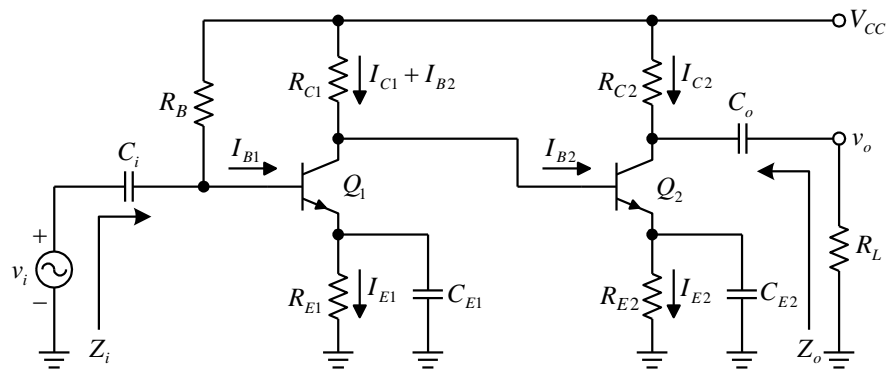 V_CC
R_C1
I_C1 + I_B2
R_C2
I_C2
R_B
C_o
C_i
I_B1
I_B2
v_o
Q_1
Q_2
+
v_i
−
R_L
R_E1
I_E1
C_E1
R_E2
I_E2
C_E2
Z_i
Z_o